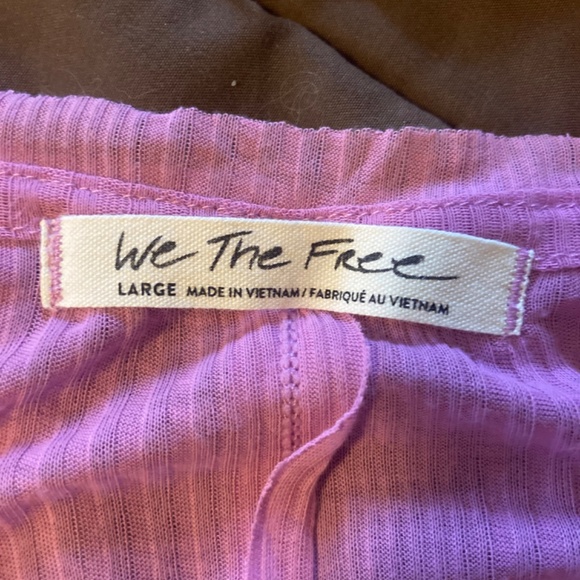 We The Free
LARGE MADE IN VIETNAM / FABRIQUÉ AU VIETNAM